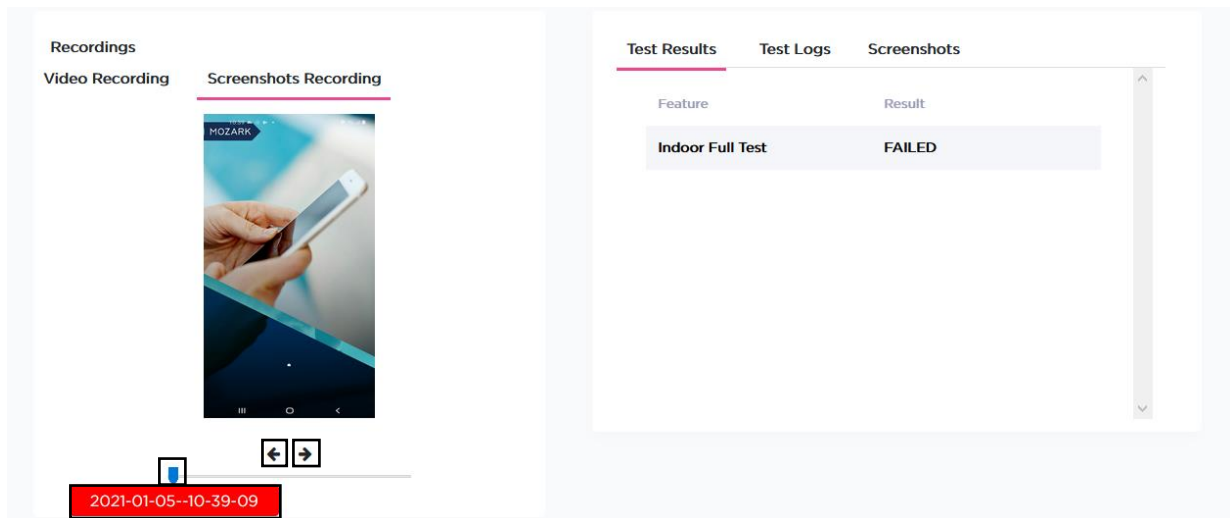 Recordings
Video Recording Screenshots Recording
MOZARK
2021-01-05--10-39-09
Test Results Test Logs Screenshots
Feature Result
Indoor Full Test FAILED